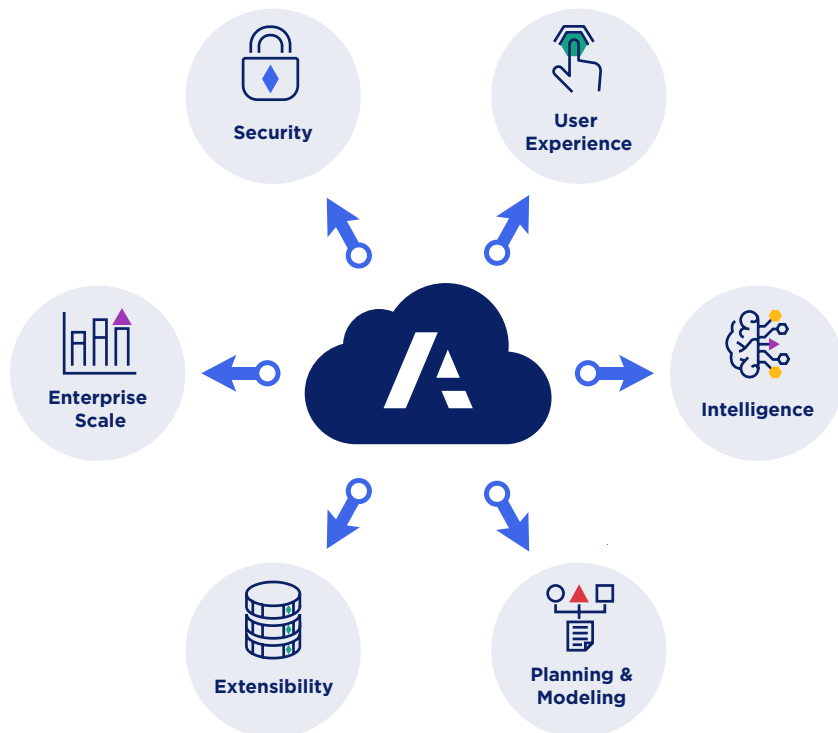 Security
User
Experience
Enterprise
Scale
A
Intelligence
Extensibility
Planning &
Modeling